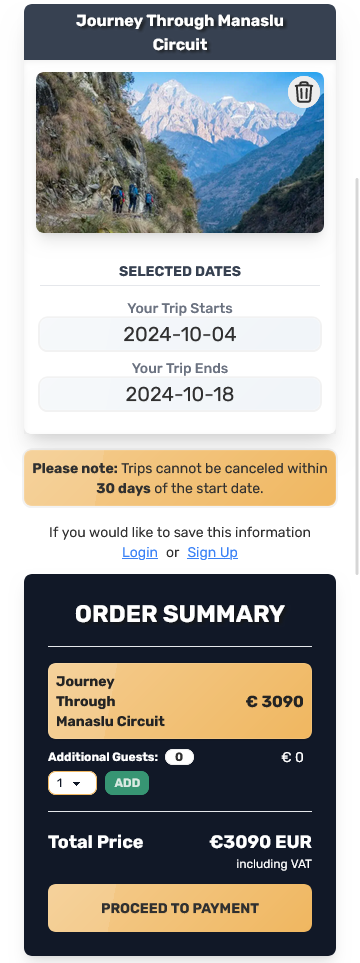 Journey Through Manaslu
Circuit
SELECTED DATES
Your Trip Starts
2024-10-04
Your Trip Ends
2024-10-18
Please note: Trips cannot be canceled within
30 days of the start date.
If you would like to save this information
Login or Sign Up
ORDER SUMMARY
Journey
Through
Manaslu Circuit
€ 3090
Additional Guests: 0 € 0
1 ADD
Total Price €3090 EUR
including VAT
PROCEED TO PAYMENT